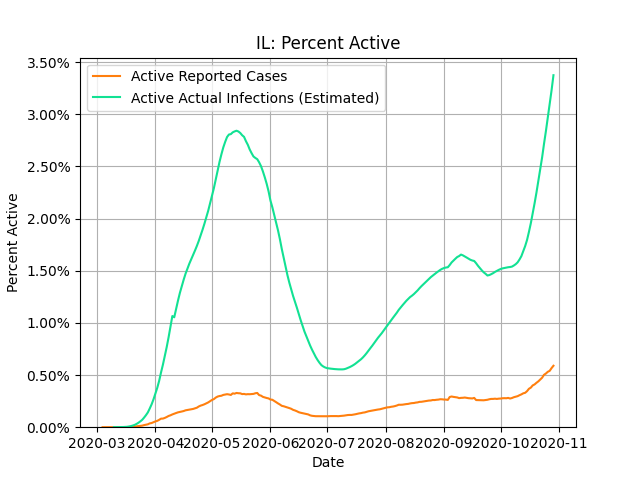 IL: Percent Active
Active Reported Cases
Active Actual Infections (Estimated)
Percent Active
3.50%
3.00%
2.50%
2.00%
1.50%
1.00%
0.50%
0.00%
2020-03 2020-04 2020-05 2020-06 2020-07 2020-08 2020-09 2020-10 2020-11
Date